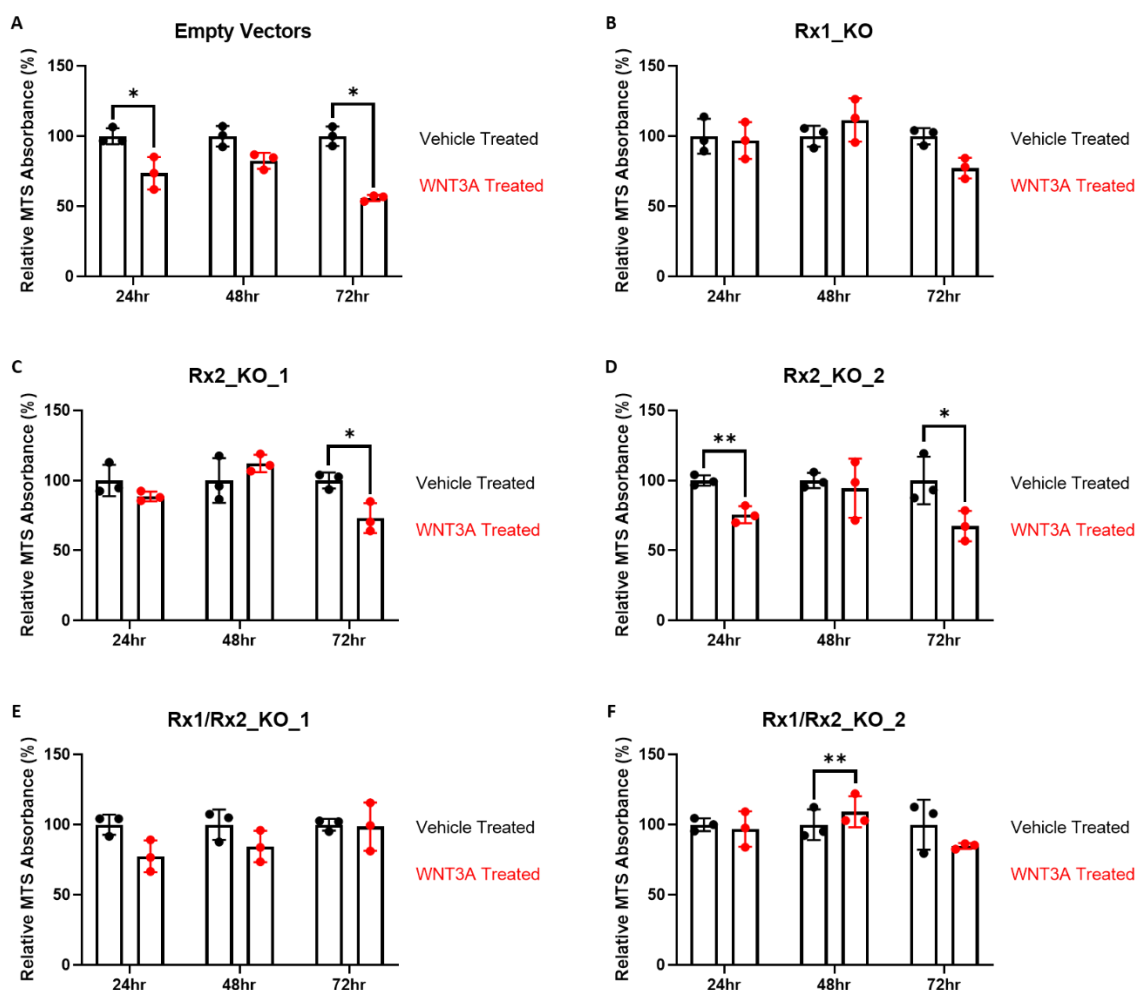 A
Empty Vectors
Relative MTS Absorbance (%)
150
100
50
0
*
*
24hr
48hr
72hr
Vehicle Treated
WNT3A Treated
B
Rx1_KO
Relative MTS Absorbance (%)
150
100
50
0
24hr
48hr
72hr
Vehicle Treated
WNT3A Treated
C
Rx2_KO_1
Relative MTS Absorbance (%)
150
100
50
0
*
24hr
48hr
72hr
Vehicle Treated
WNT3A Treated
D
Rx2_KO_2
Relative MTS Absorbance (%)
150
100
50
0
**
*
24hr
48hr
72hr
Vehicle Treated
WNT3A Treated
E
Rx1/Rx2_KO_1
Relative MTS Absorbance (%)
150
100
50
0
24hr
48hr
72hr
Vehicle Treated
WNT3A Treated
F
Rx1/Rx2_KO_2
Relative MTS Absorbance (%)
150
100
50
0
**
24hr
48hr
72hr
Vehicle Treated
WNT3A Treated